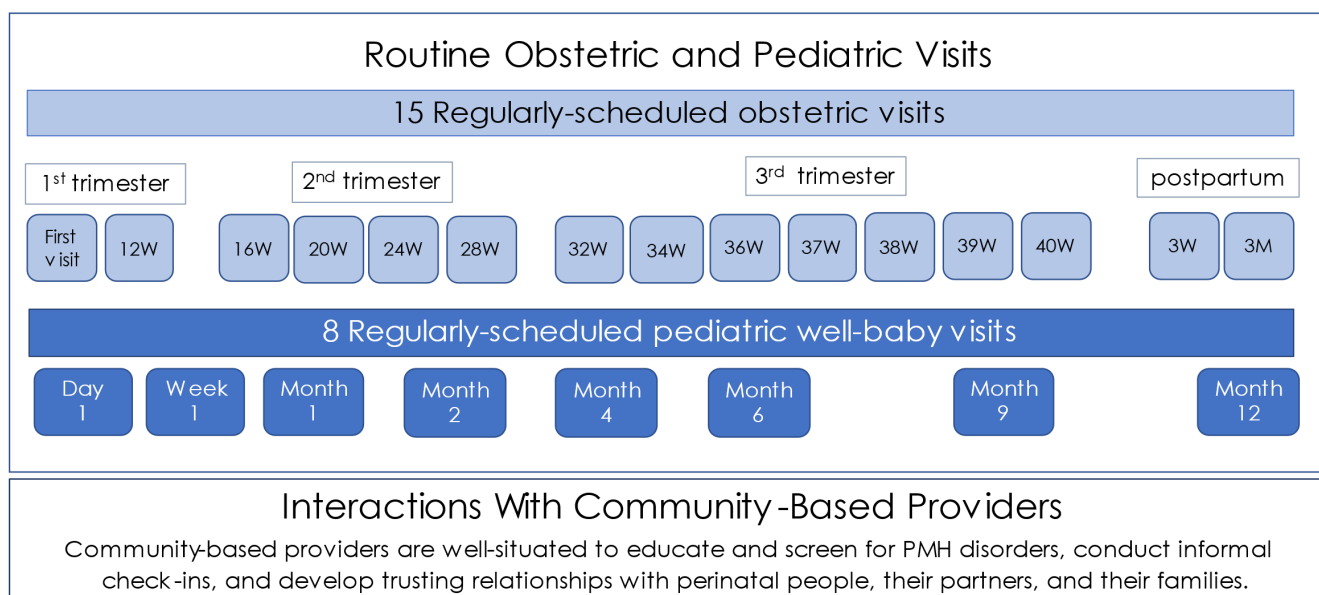 Routine Obstetric and Pediatric Visits
15 Regularly-scheduled obstetric visits
1st trimester
2nd trimester
3rd trimester
postpartum
First
visit
12W
16W
20W
24W
28W
32W
34W
36W
37W
38W
39W
40W
3W
3M
8 Regularly-scheduled pediatric well-baby visits
Day
1
Week
1
Month
1
Month
2
Month
4
Month
6
Month
9
Month
12
Interactions With Community-Based Providers
Community-based providers are well-situated to educate and screen for PMH disorders, conduct informal
check-ins, and develop trusting relationships with perinatal people, their partners, and their families.